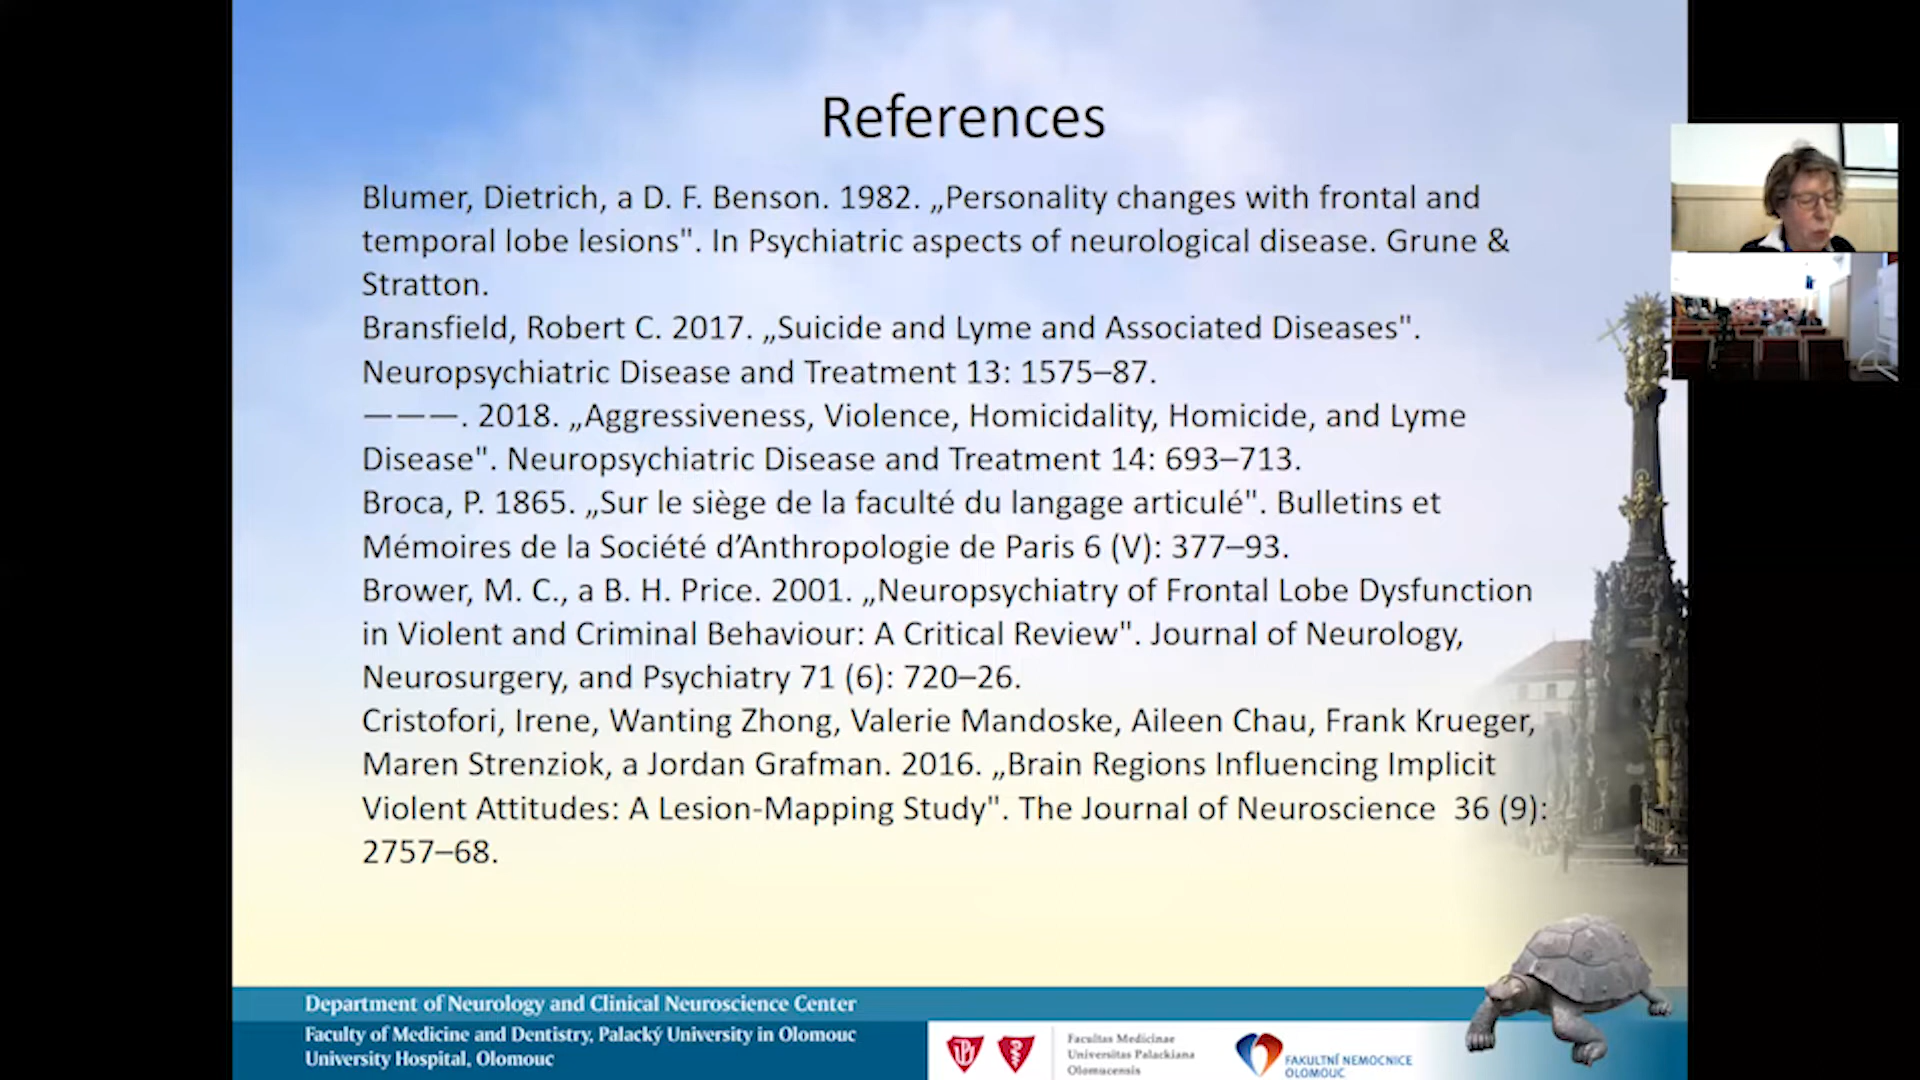 References
Blumer, Dietrich, a D. F. Benson. 1982. „Personality changes with frontal and
temporal lobe lesions". In Psychiatric aspects of neurological disease. Grune &
Stratton.
Bransfield, Robert C. 2017. „Suicide and Lyme and Associated Diseases".
Neuropsychiatric Disease and Treatment 13: 1575–87.
———. 2018. „Aggressiveness, Violence, Homicidality, Homicide, and Lyme
Disease". Neuropsychiatric Disease and Treatment 14: 693–713.
Broca, P. 1865. „Sur le siège de la faculté du langage articulé". Bulletins et
Mémoires de la Société d’Anthropologie de Paris 6 (V): 377–93.
Brower, M. C., a B. H. Price. 2001. „Neuropsychiatry of Frontal Lobe Dysfunction
in Violent and Criminal Behaviour: A Critical Review". Journal of Neurology,
Neurosurgery, and Psychiatry 71 (6): 720–26.
Cristofori, Irene, Wanting Zhong, Valerie Mandoske, Aileen Chau, Frank Krueger,
Maren Strenziok, a Jordan Grafman. 2016. „Brain Regions Influencing Implicit
Violent Attitudes: A Lesion-Mapping Study". The Journal of Neuroscience 36 (9):
2757–68.
Department of Neurology and Clinical Neuroscience Center
Faculty of Medicine and Dentistry, Palacký University in Olomouc
University Hospital, Olomouc
Facultas Medicinae
Universitas Palackiana
Olomucensis
FAKULTNÍ NEMOCNICE
OLOMOUC